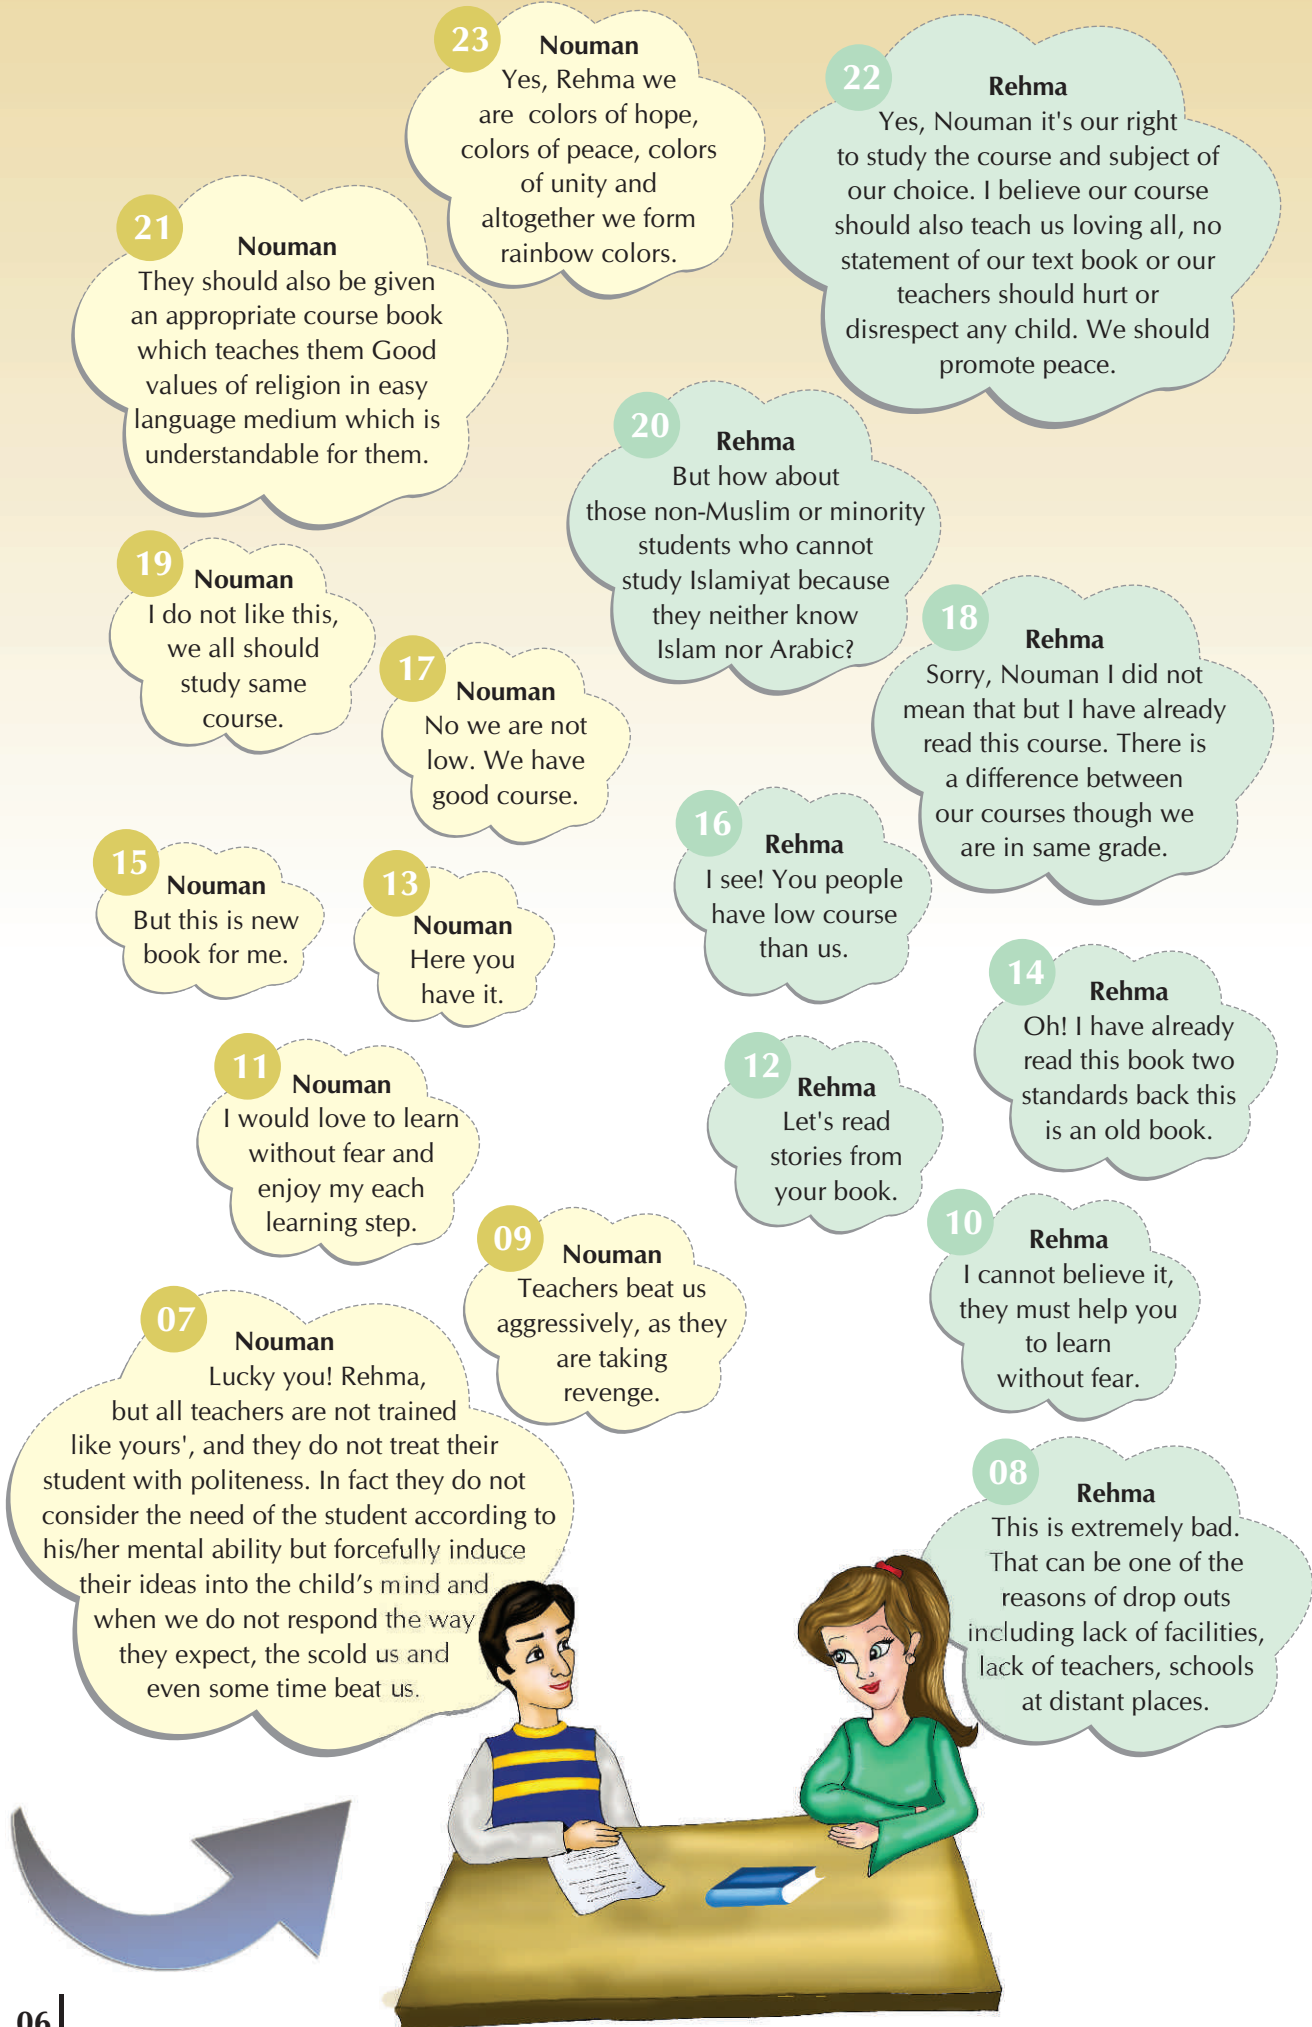 07
Nouman
Lucky you! Rehma,
but all teachers are not trained
like yours', and they do not treat their
student with politeness. In fact they do not
consider the need of the student according to
his/her mental ability but forcefully induce
their ideas into the child's mind and
when we do not respond the way
they expect, the scold us and
even some time beat us.
08
Rehma
This is extremely bad.
That can be one of the
reasons of drop outs
including lack of facilities,
lack of teachers, schools
at distant places.
09
Nouman
Teachers beat us
aggressively, as they
are taking
revenge.
10
Rehma
I cannot believe it,
they must help you
to learn
without fear.
11
Nouman
I would love to learn
without fear and
enjoy my each
learning step.
12
Rehma
Let's read
stories from
your book.
13
Nouman
Here you
have it.
14
Rehma
Oh! I have already
read this book two
standards back this
is an old book.
15
Nouman
But this is new
book for me.
16
Rehma
I see! You people
have low course
than us.
17
Nouman
No we are not
low. We have
good course.
18
Rehma
Sorry, Nouman I did not
mean that but I have already
read this course. There is
a difference between
our courses though we
are in same grade.
19
Nouman
I do not like this,
we all should
study same
course.
20
Rehma
But how about
those non-Muslim or minority
students who cannot
study Islamiyat because
they neither know
Islam nor Arabic?
21
Nouman
They should also be given
an appropriate course book
which teaches them Good
values of religion in easy
language medium which is
understandable for them.
22
Rehma
Yes, Nouman it's our right
to study the course and subject of
our choice. I believe our course
should also teach us loving all, no
statement of our text book or our
teachers should hurt or
disrespect any child. We should
promote peace.
23
Nouman
Yes, Rehma we
are colors of hope,
colors of peace, colors
of unity and
altogether we form
rainbow colors.
06